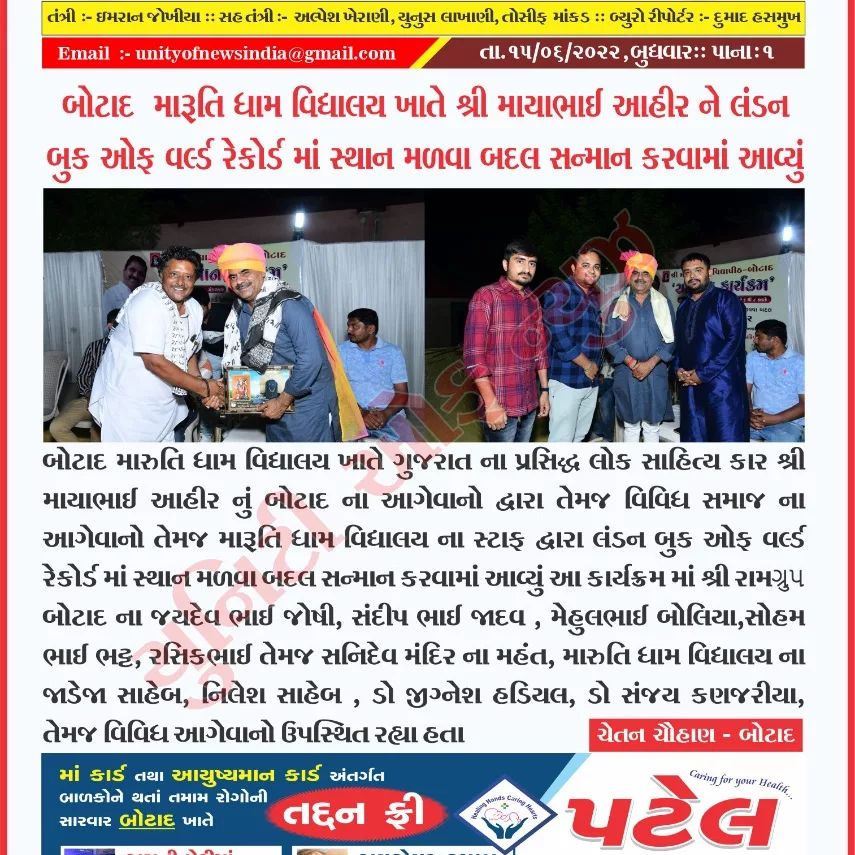 તંત્રી :- ઇમરાન જોખીયા :: સહ તંત્રી :- અલ્પેશ ખેરાણી, યુનુસ લાખાણી, તોસીફ માંકડ :: બ્યુરો રીપોર્ટર :- દુમાદ હસમુખ
Email :- unityofnewsindia@gmail.com
તા.૧૫/૦૬/૨૦૨૨,બુધવાર:: પાના:૧
બોટાદ મારૂતિ ધામ વિદ્યાલય ખાતે શ્રી માયાભાઈ આહીર ને લંડન
બુક ઓફ વર્લ્ડ રેકોર્ડ માં સ્થાન મળવા બદલ સન્માન કરવામાં આવ્યું
યુનિટી ઓફ ન્યુઝ
બોટાદ મારુતિ ધામ વિદ્યાલય ખાતે ગુજરાત ના પ્રસિદ્ધ લોક સાહિત્ય કાર શ્રી
માયાભાઈ આહીર નું બોટાદ ના આગેવાનો દ્વારા તેમજ વિવિધ સમાજ ના
આગેવાનો તેમજ મારૂતિ ધામ વિદ્યાલય ના સ્ટાફ દ્વારા લંડન બુક ઓફ વર્લ્ડ
રેકોર્ડ માં સ્થાન મળવા બદલ સન્માન કરવામાં આવ્યું આ કાર્યક્રમ માં શ્રી રામગ્રુપ
બોટાદ ના જયદેવ ભાઈ જોષી, સંદીપ ભાઈ જાદવ , મેહુલભાઈ બોલિયા,સોહમ
ભાઈ ભટ્ટ, રસિકભાઈ તેમજ સનિદેવ મંદિર ના મહંત, મારુતિ ધામ વિદ્યાલય ના
જાડેજા સાહેબ, નિલેશ સાહેબ , ડો જીગ્નેશ હડિયલ, ડો સંજય કણજરીયા,
તેમજ વિવિધ આગેવાનો ઉપસ્થિત રહ્યા હતા
ચેતન ચૌહાણ - બોટાદ
માં કાર્ડ તથા આયુષ્યમાન કાર્ડ અંતર્ગત
બાળકોને થતાં તમામ રોગોની
સારવાર બોટાદ ખાતે
તદ્દન ફ્રી
Healing Hands Caring Hearts
Caring for your Health...
પટેલ